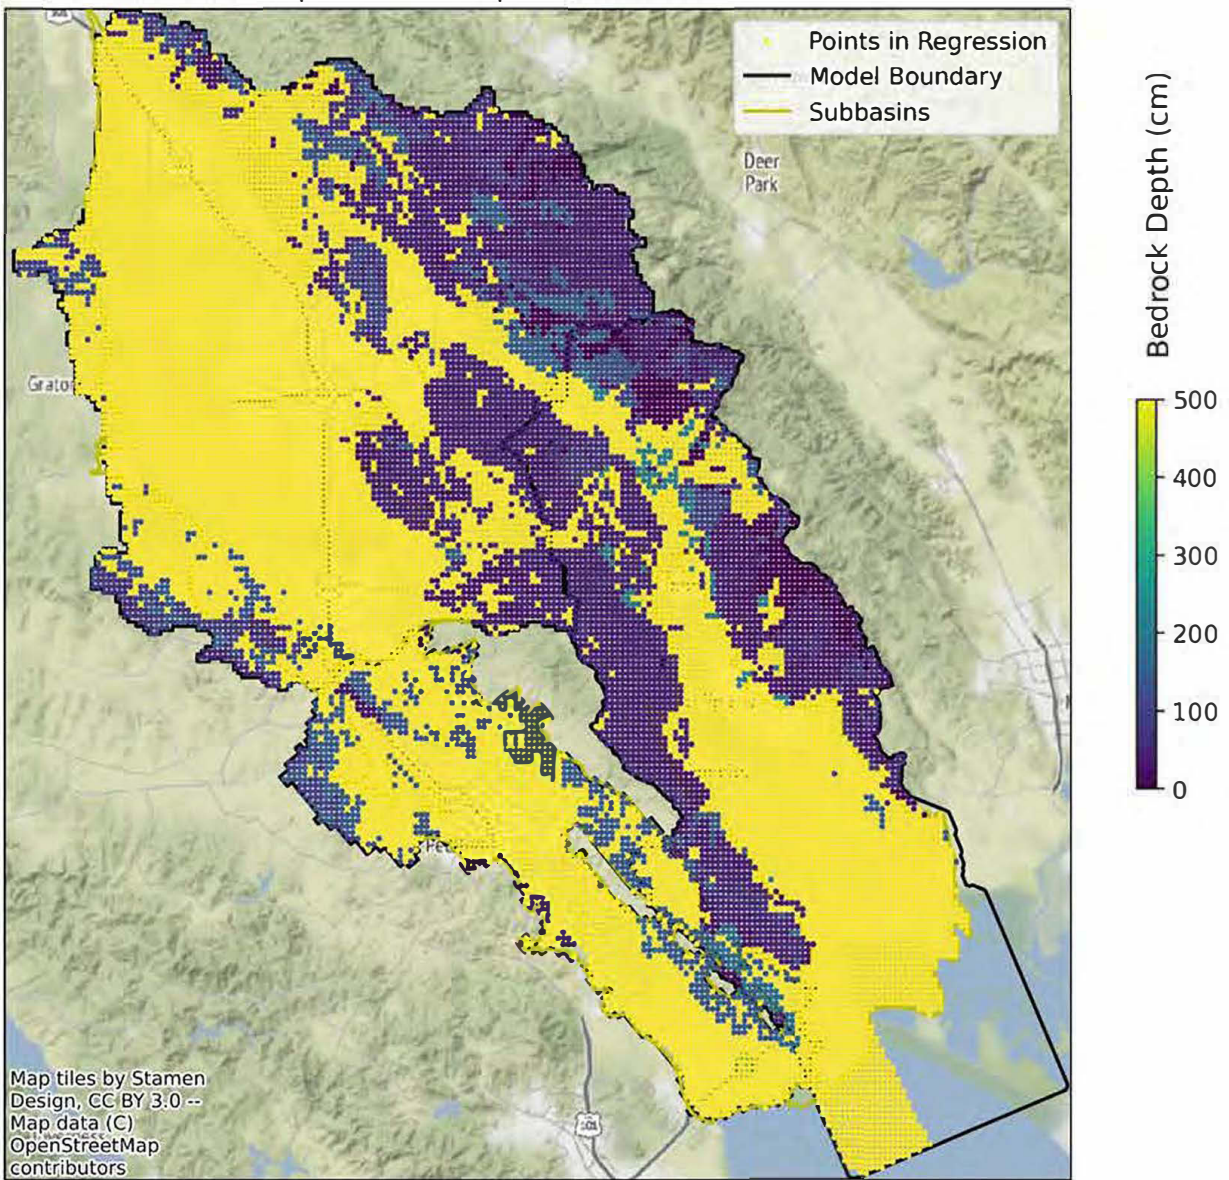 Points in Regression
Model Boundary
Subbasins
Deer
Park
Bedrock Depth (cm)
500
400
300
200
100
0
101
Map tiles by Stamen
Design, CC BY 3.0 --
Map data (C)
OpenStreetMap
contributors